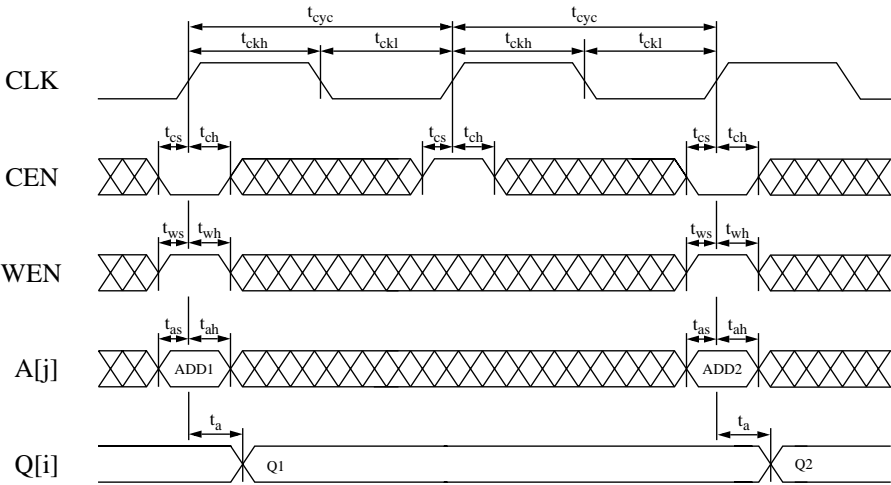 tcyc tcyc
tckh tckl tckh tckl
CLK
tcs tch tcs tch tcs tch
CEN
tws twh tws twh
WEN
tas tah tas tah
A[j] ADD1 ADD2
ta ta
Q[i] Q1 Q2